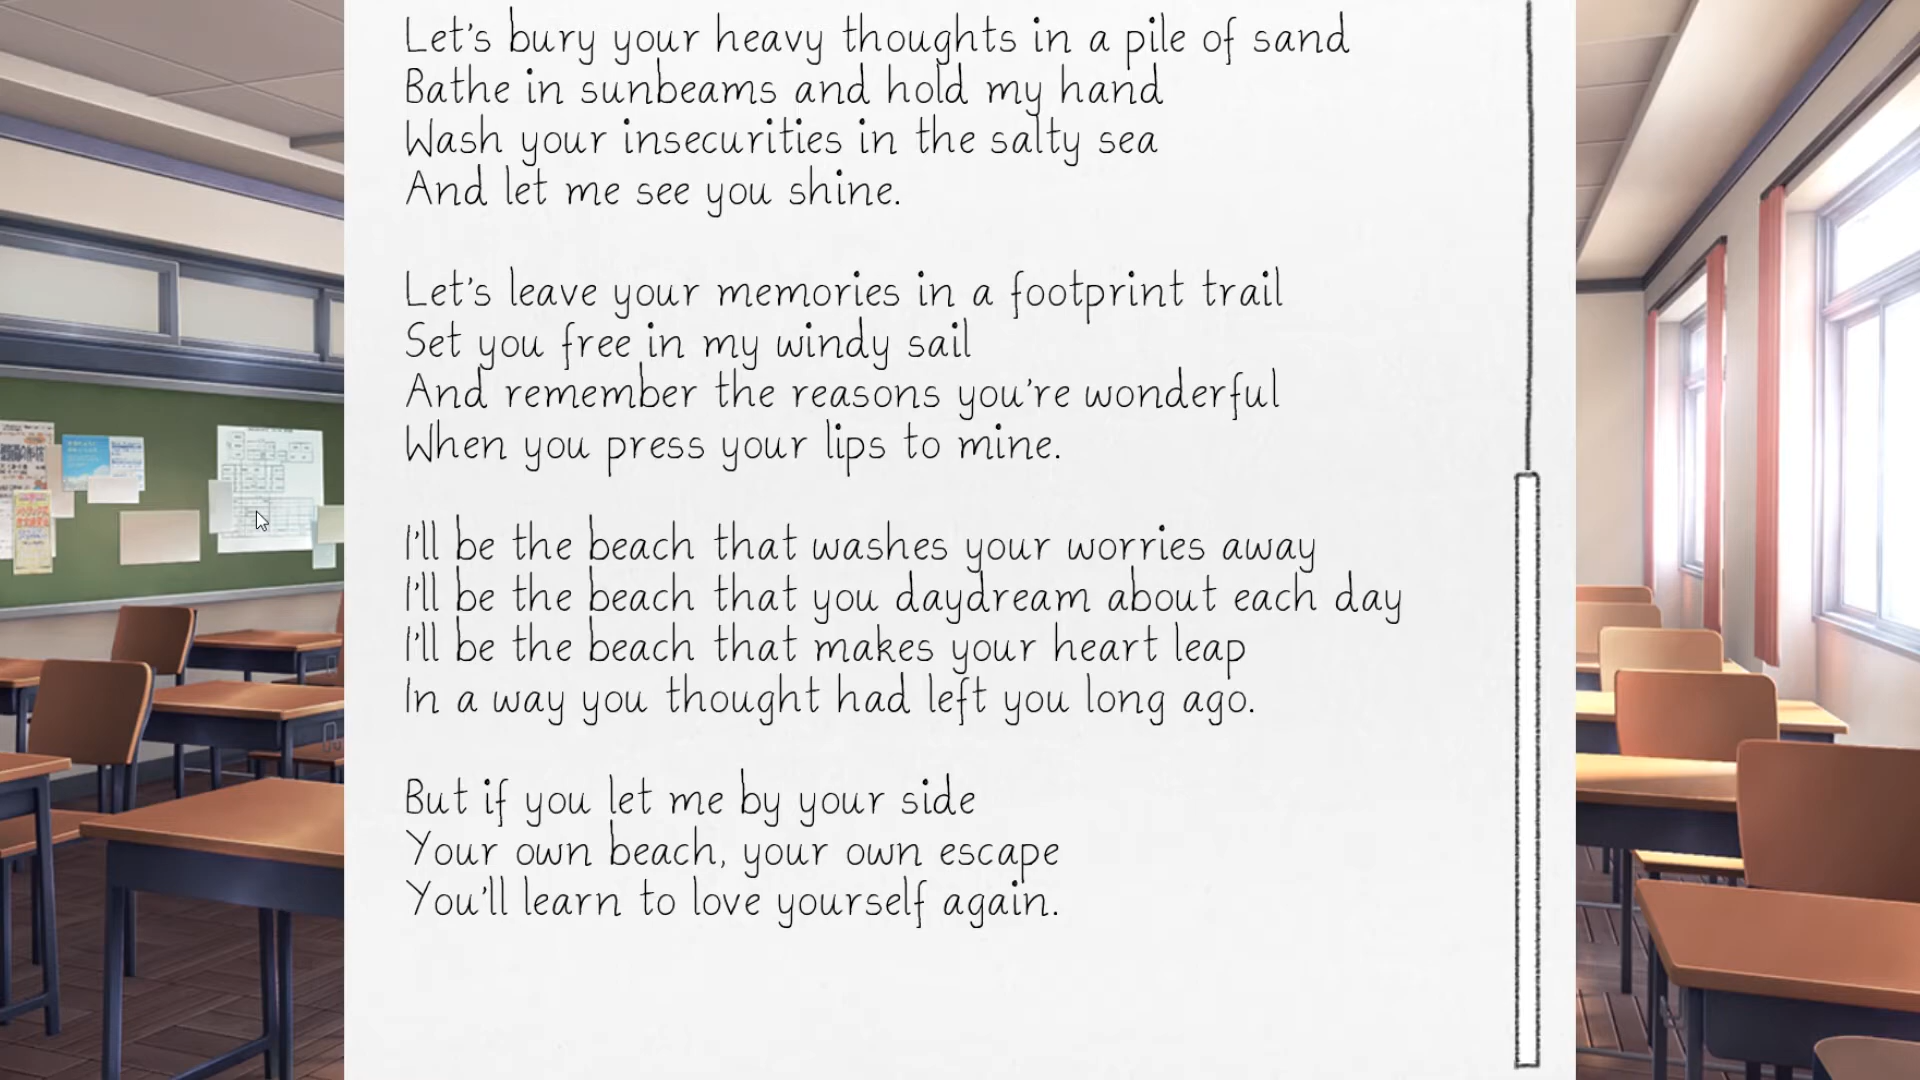 Let's bury your heavy thoughts in a pile of sand
Bathe in sunbeams and hold my hand
Wash your insecurities in the salty sea
And let me see you shine.
Let's leave your memories in a footprint trail
Set you free in my windy sail
And remember the reasons you're wonderful
When you press your lips to mine.
I'll be the beach that washes your worries away
I'll be the beach that you daydream about each day
I'll be the beach that makes your heart leap
In a way you thought had left you long ago.
But if you let me by your side
Your own beach, your own escape
You'll learn to love yourself again.